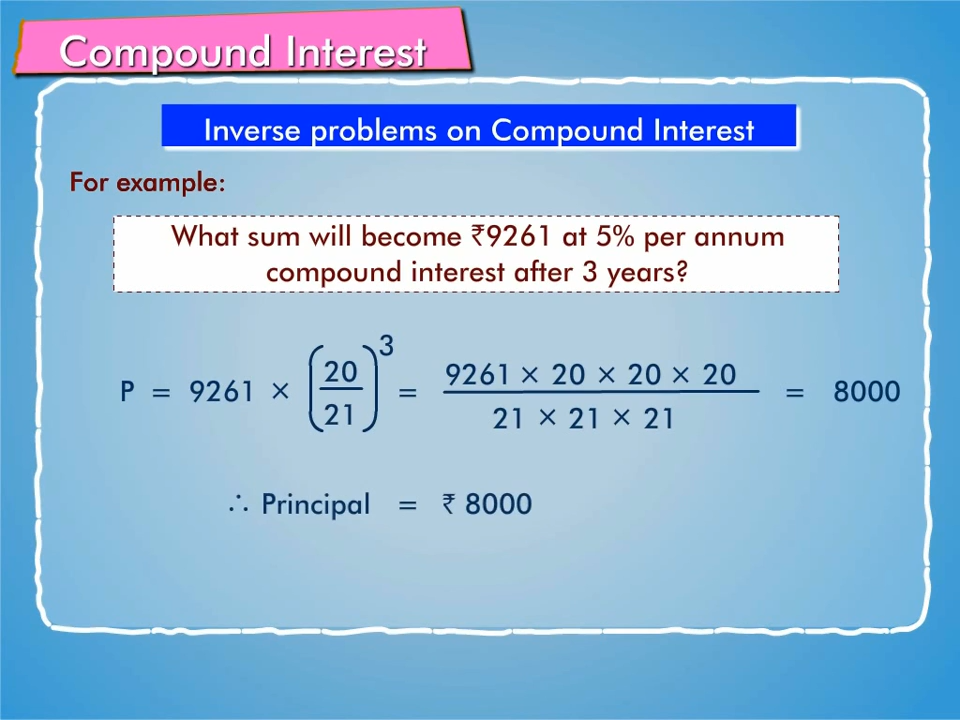 Compound Interest
Inverse problems on Compound Interest
For example:
What sum will become ₹9261 at 5% per annum
compound interest after 3 years?
P = 9261 × (20/21)³ = 9261 × 20 × 20 × 20 / 21 × 21 × 21 = 8000
∴ Principal = ₹ 8000